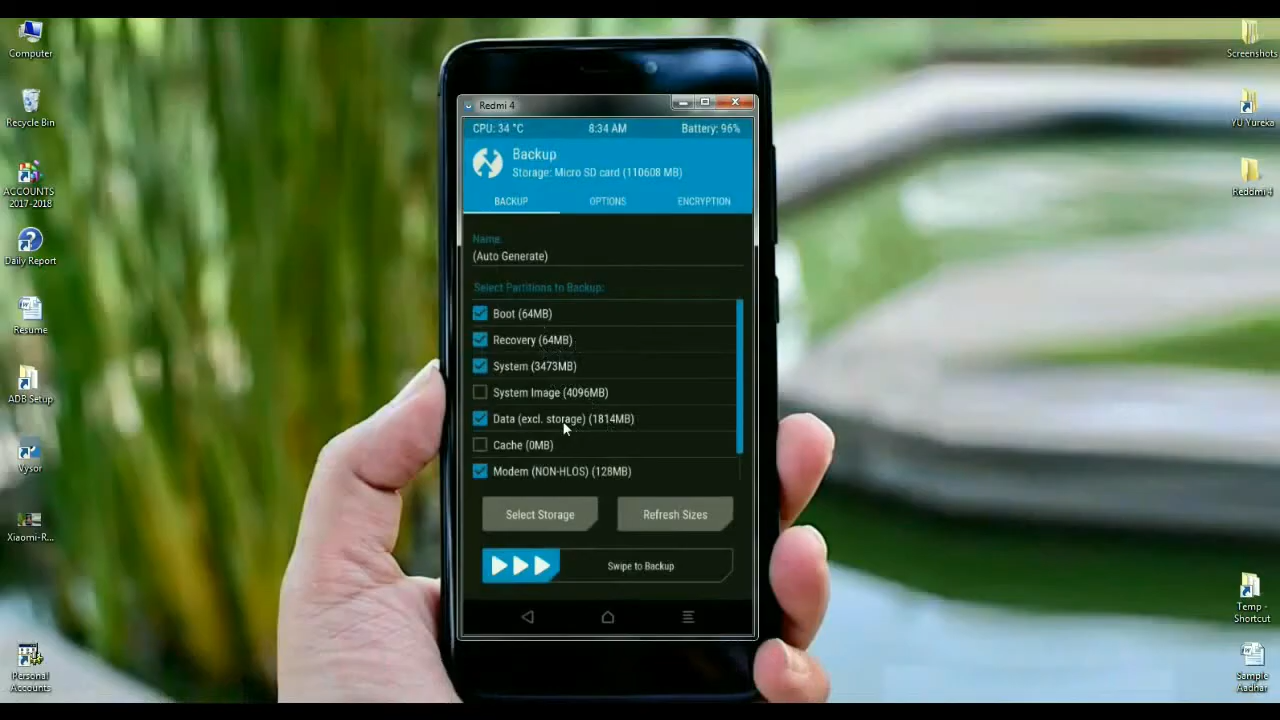 Computer
Recycle Bin
ACCOUNTS
2017-2018
Daily Report
Resume
ADB Setup
Vysor
Xiaomi-R...
Personal
Accounts
Redmi 4
CPU: 34 °C 8:34 AM Battery: 96%
Backup
Storage: Micro SD card (110608 MB)
BACKUP OPTIONS ENCRYPTION
Name:
(Auto Generate)
Select Partitions to Backup:
Boot (64MB)
Recovery (64MB)
System (3473MB)
System Image (4096MB)
Data (excl. storage) (1814MB)
Cache (0MB)
Modem (NON-HLOS) (128MB)
Select Storage Refresh Sizes
Swipe to Backup
Screenshots
YU Yureka
Redomi 4
Temp -
Shortcut
Sample
Aadhar